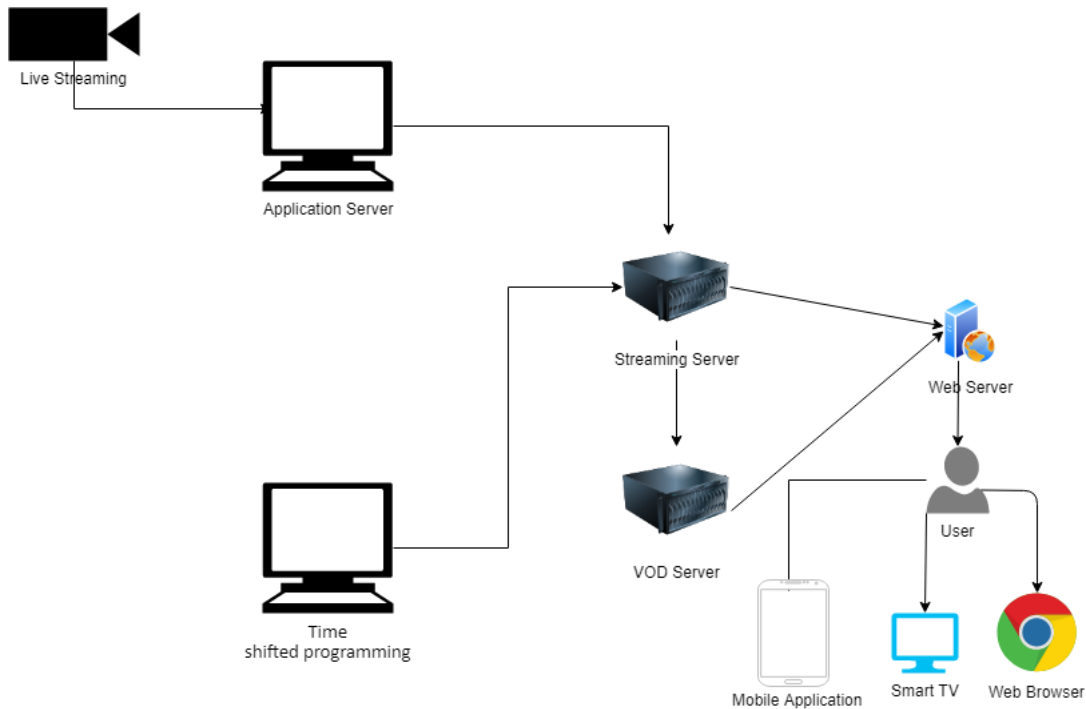 Live Streaming
Application Server
Streaming Server
Web Server
User
VOD Server
Time
shifted programming
Mobile Application
Smart TV
Web Browser